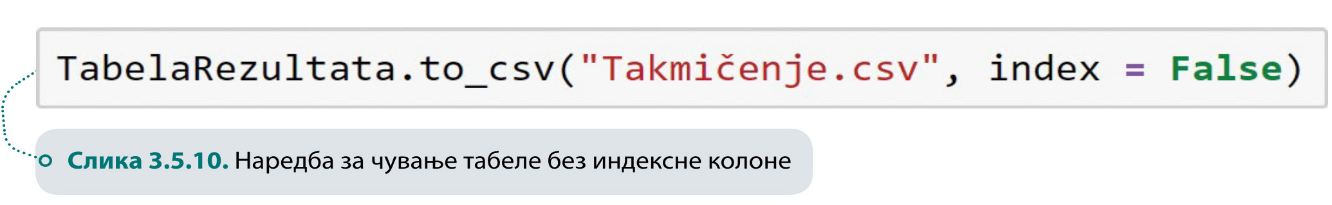 TabelaRezultata.to_csv("Takmičenje.csv", index = False)
Слика 3.5.10. Наредба за чување табеле без индексне колоне